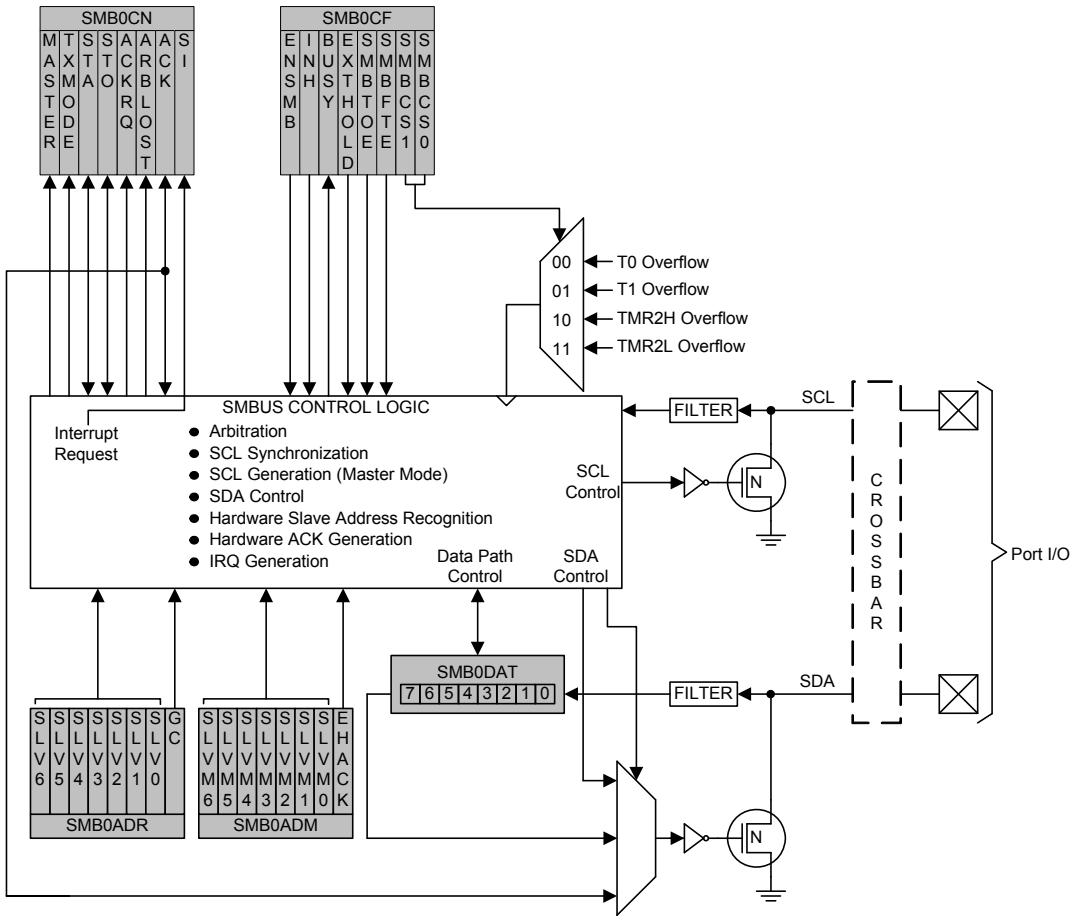 SMB0CN
MASTER
TXMODE
STA
STO
ACKRQ
ARBLOST
ACK
SI
SMB0CF
ENSMB
INH
BUSY
EXTHOLD
SMBTOE
SMBFTE
SMBCS1
SMBCS0
00
T0 Overflow
01
T1 Overflow
10
TMR2H Overflow
11
TMR2L Overflow
SMBUS CONTROL LOGIC
Interrupt
Request
● Arbitration
● SCL Synchronization
● SCL Generation (Master Mode)
● SDA Control
● Hardware Slave Address Recognition
● Hardware ACK Generation
● IRQ Generation
Data Path
Control
SCL
Control
SDA
Control
FILTER
SCL
N
CROSSBAR
Port I/O
SMB0DAT
7 6 5 4 3 2 1 0
FILTER
SDA
N
SLV6
SLV5
SLV4
SLV3
SLV2
SLV1
SLV0
GC
SMB0ADR
SLVM6
SLVM5
SLVM4
SLVM3
SLVM2
SLVM1
SLVM0
EHACK
SMB0ADM